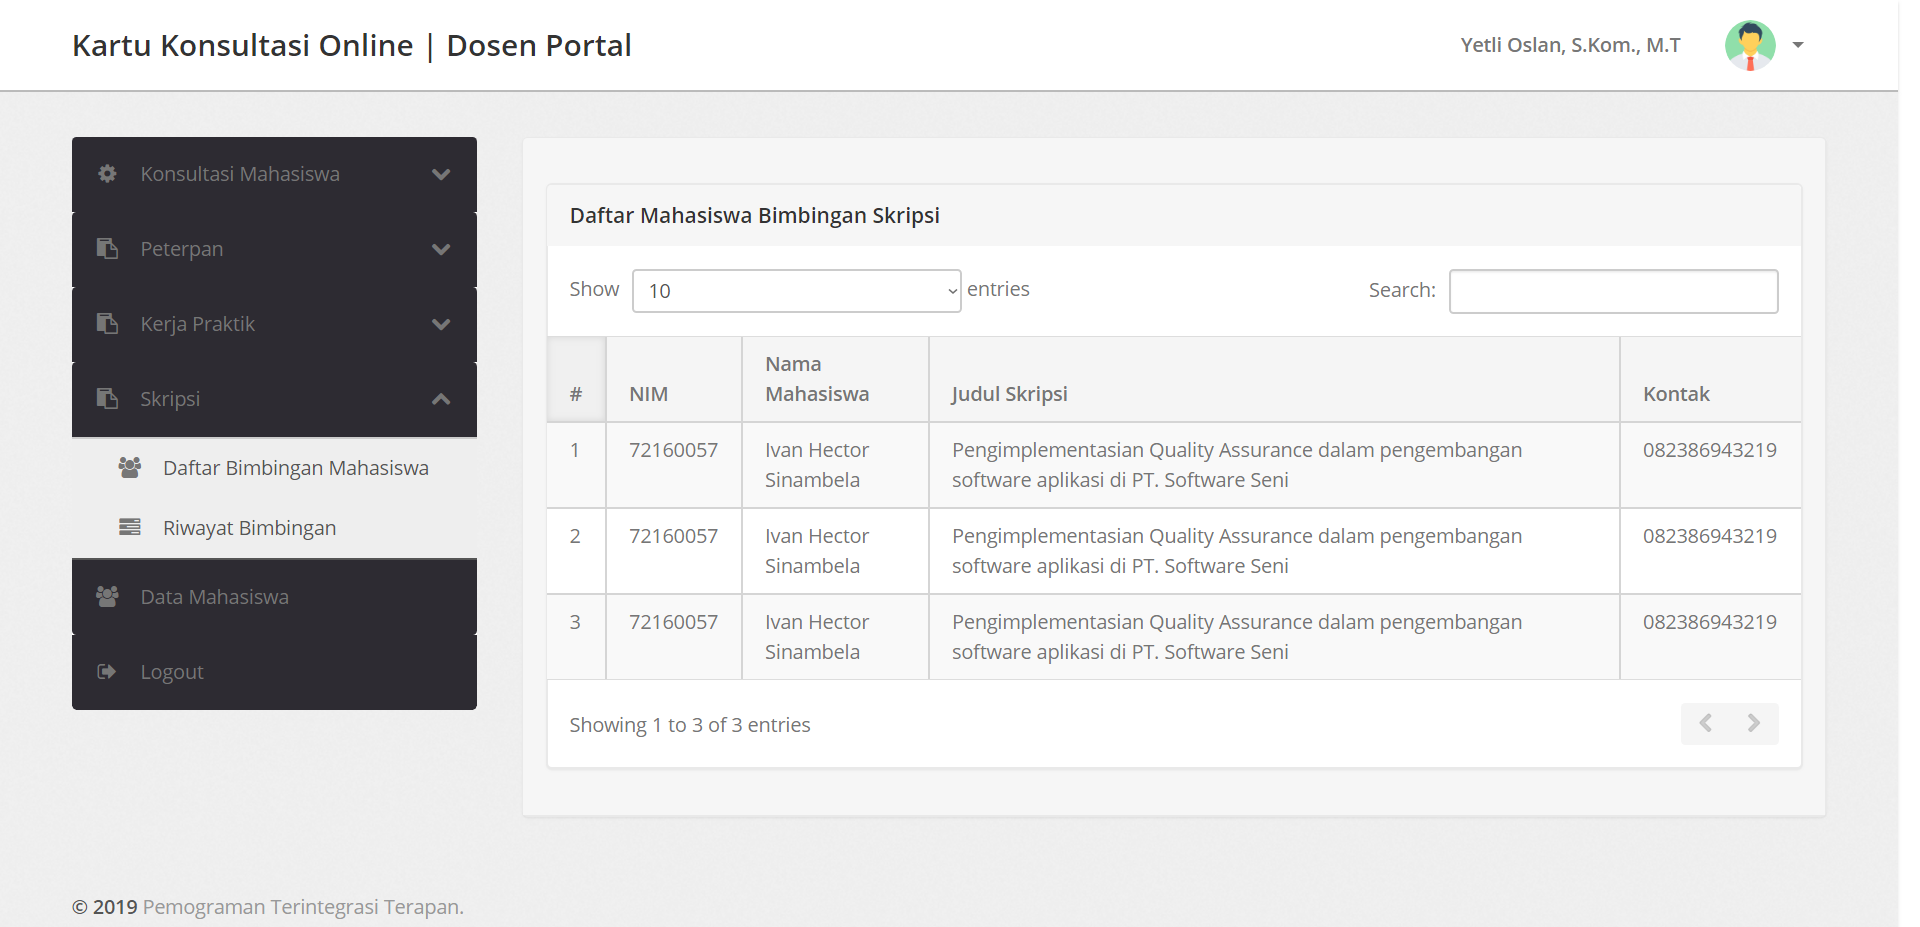 Kartu Konsultasi Online | Dosen Portal
Yetli Oslan, S.Kom., M.T
Konsultasi Mahasiswa
Peterpan
Kerja Praktik
Skripsi
Daftar Bimbingan Mahasiswa
Riwayat Bimbingan
Data Mahasiswa
Logout
Daftar Mahasiswa Bimbingan Skripsi
Show 10 entries
Search:
# NIM Nama Mahasiswa Judul Skripsi Kontak
1 72160057 Ivan Hector Sinambela Pengimplementasian Quality Assurance dalam pengembangan software aplikasi di PT. Software Seni 082386943219
2 72160057 Ivan Hector Sinambela Pengimplementasian Quality Assurance dalam pengembangan software aplikasi di PT. Software Seni 082386943219
3 72160057 Ivan Hector Sinambela Pengimplementasian Quality Assurance dalam pengembangan software aplikasi di PT. Software Seni 082386943219
Showing 1 to 3 of 3 entries
© 2019 Pemograman Terintegrasi Terapan.